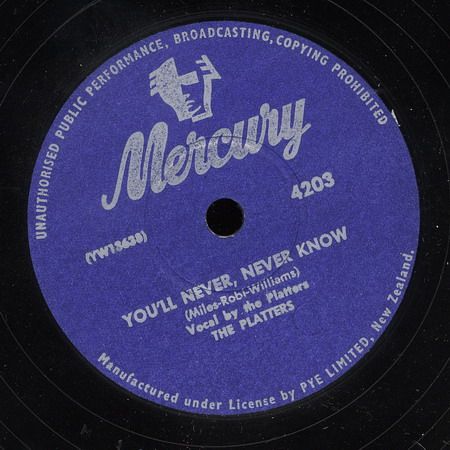 UNAUTHORISED PUBLIC PERFORMANCE, BROADCASTING, COPYING PROHIBITED
Mercury
4203
(YW13638)
YOU'LL NEVER, NEVER KNOW
(Miles-Robi-Williams)
Vocal by the Platters
THE PLATTERS
Manufactured under License by PYE LIMITED, New Zealand.